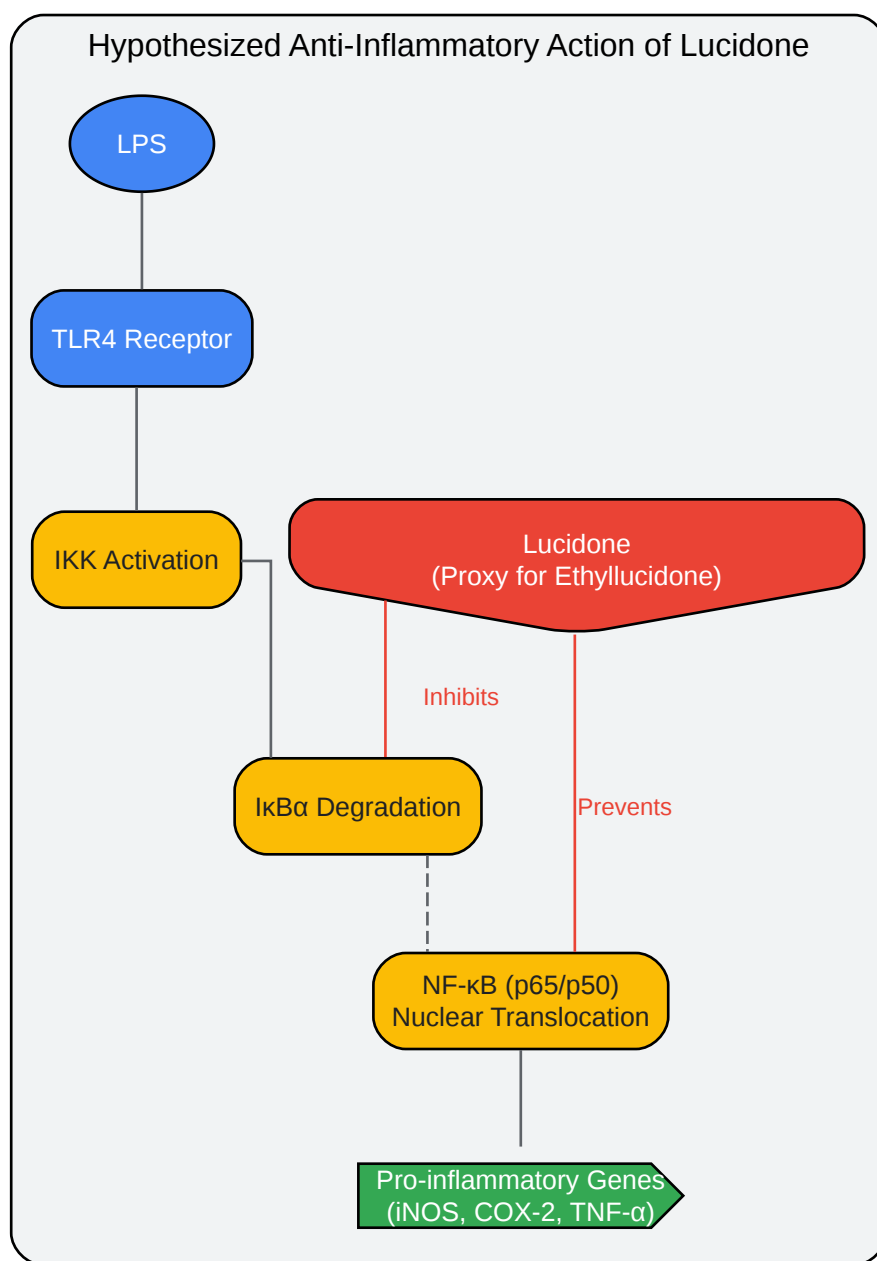 Hypothesized Anti-Inflammatory Action of Lucidone
LPS
TLR4 Receptor
IKK Activation
Lucidone
(Proxy for Ethyllucidone)
Inhibits
IκBα Degradation
Prevents
NF-κB (p65/p50)
Nuclear Translocation
Pro-inflammatory Genes
(iNOS, COX-2, TNF-α)